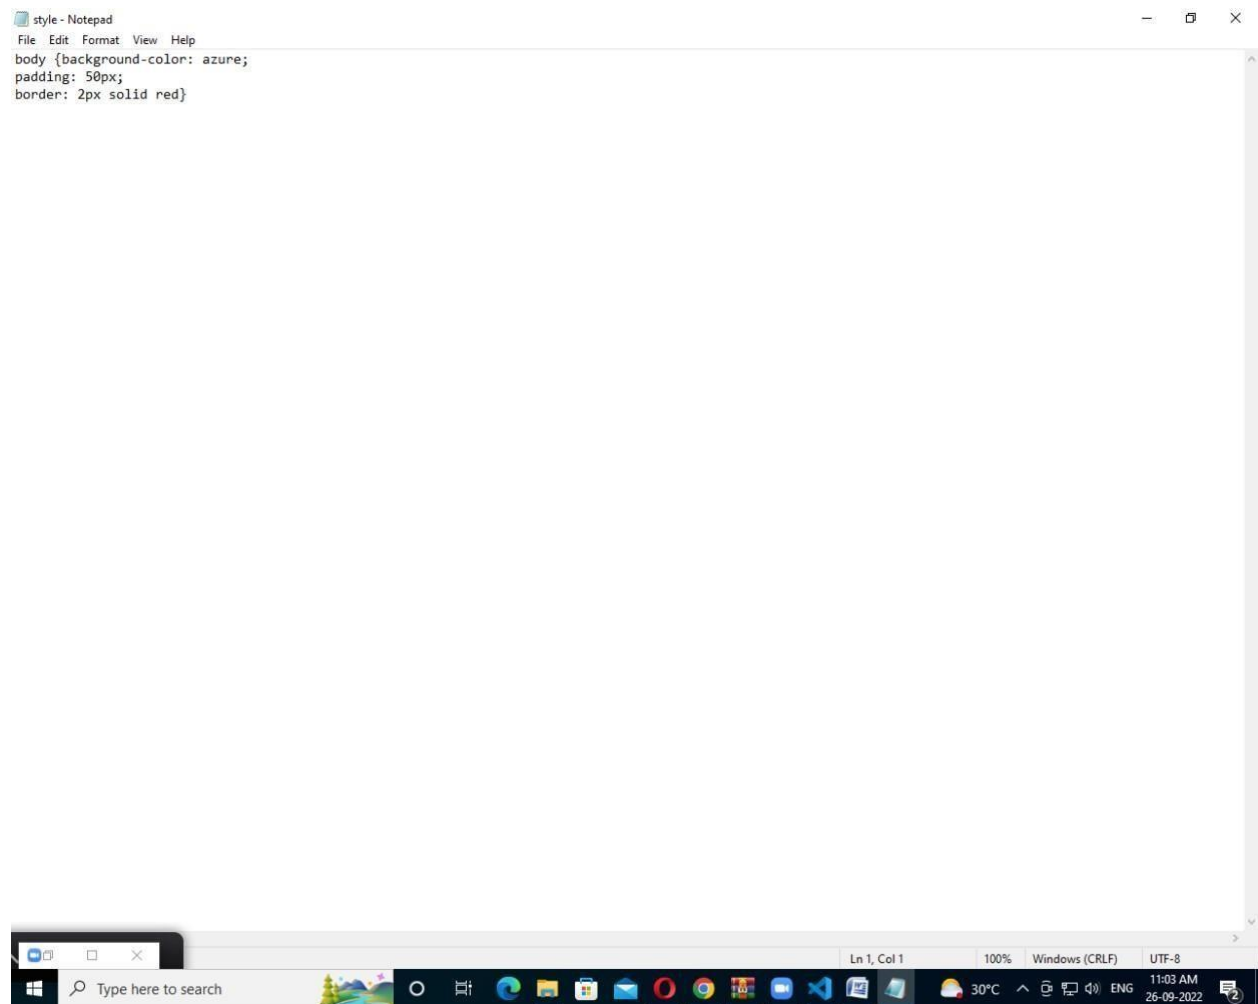 style - Notepad
File Edit Format View Help
body {background-color: azure;
padding: 50px;
border: 2px solid red}
Ln 1, Col 1 100% Windows (CRLF) UTF-8
Type here to search 30°C ENG 11:03 AM
26-09-2022 2